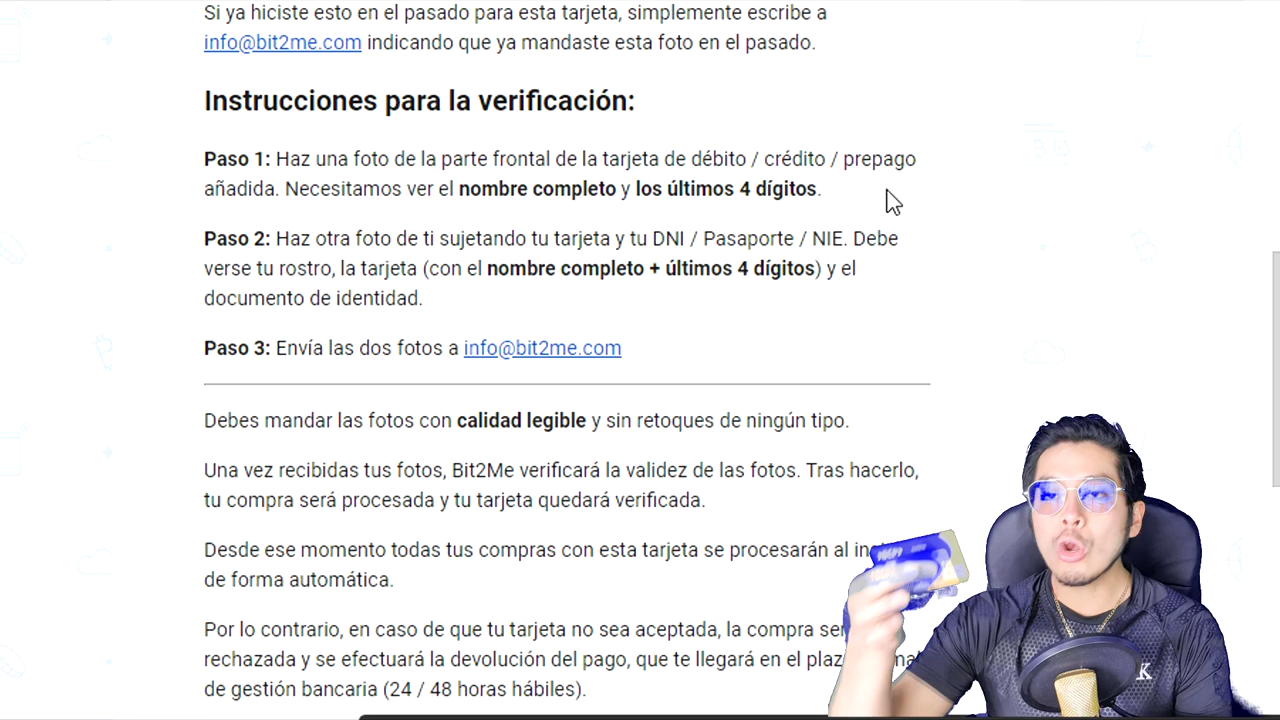 Si ya hiciste esto en el pasado para esta tarjeta, simplemente escribe a
info@bit2me.com indicando que ya mandaste esta foto en el pasado.
Instrucciones para la verificación:
Paso 1: Haz una foto de la parte frontal de la tarjeta de débito / crédito / prepago
añadida. Necesitamos ver el nombre completo y los últimos 4 dígitos.
Paso 2: Haz otra foto de ti sujetando tu tarjeta y tu DNI / Pasaporte / NIE. Debe
verse tu rostro, la tarjeta (con el nombre completo + últimos 4 dígitos) y el
documento de identidad.
Paso 3: Envía las dos fotos a info@bit2me.com
Debes mandar las fotos con calidad legible y sin retoques de ningún tipo.
Una vez recibidas tus fotos, Bit2Me verificará la validez de las fotos. Tras hacerlo,
tu compra será procesada y tu tarjeta quedará verificada.
Desde ese momento todas tus compras con esta tarjeta se procesarán al
de forma automática.
Por lo contrario, en caso de que tu tarjeta no sea aceptada, la compra
rechazada y se efectuará la devolución del pago, que te llegará en el
de gestión bancaria (24 / 48 horas hábiles).
K